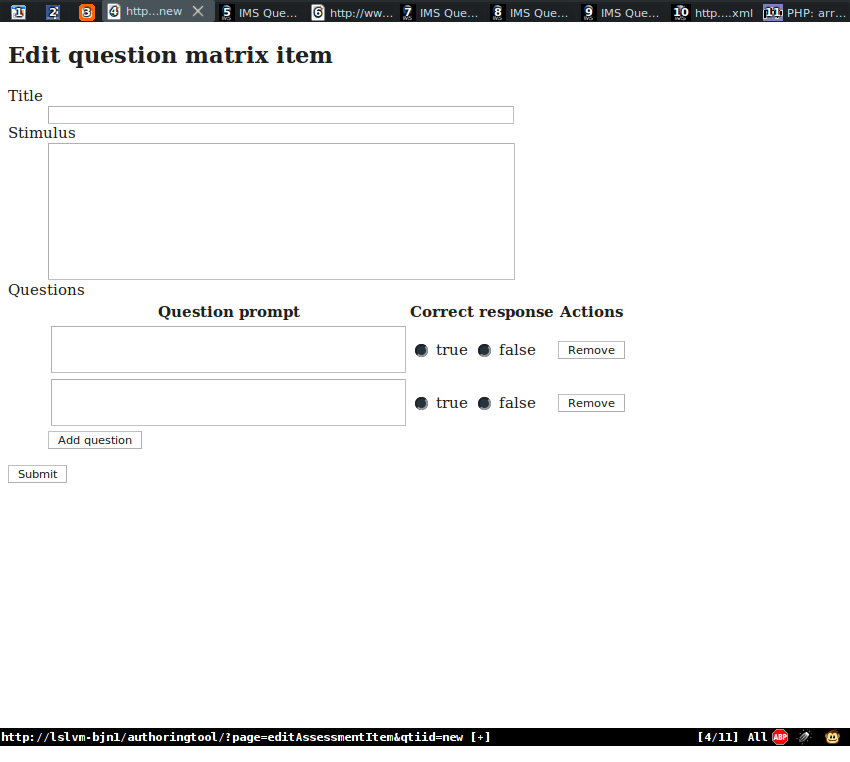 1 2 3 4 http...new 5 IMS Que... 6 http://ww... 7 IMS Que... 8 IMS Que... 9 IMS Que... 10 http....xml 11 PHP: arr...
Edit question matrix item
Title
Stimulus
Questions
Question prompt Correct response Actions
true false Remove
true false Remove
Add question
Submit
http://lslvm-bjn1/authoringtool/?page=editAssessmentItem&qtiid=new [+] [4/11] All ABP